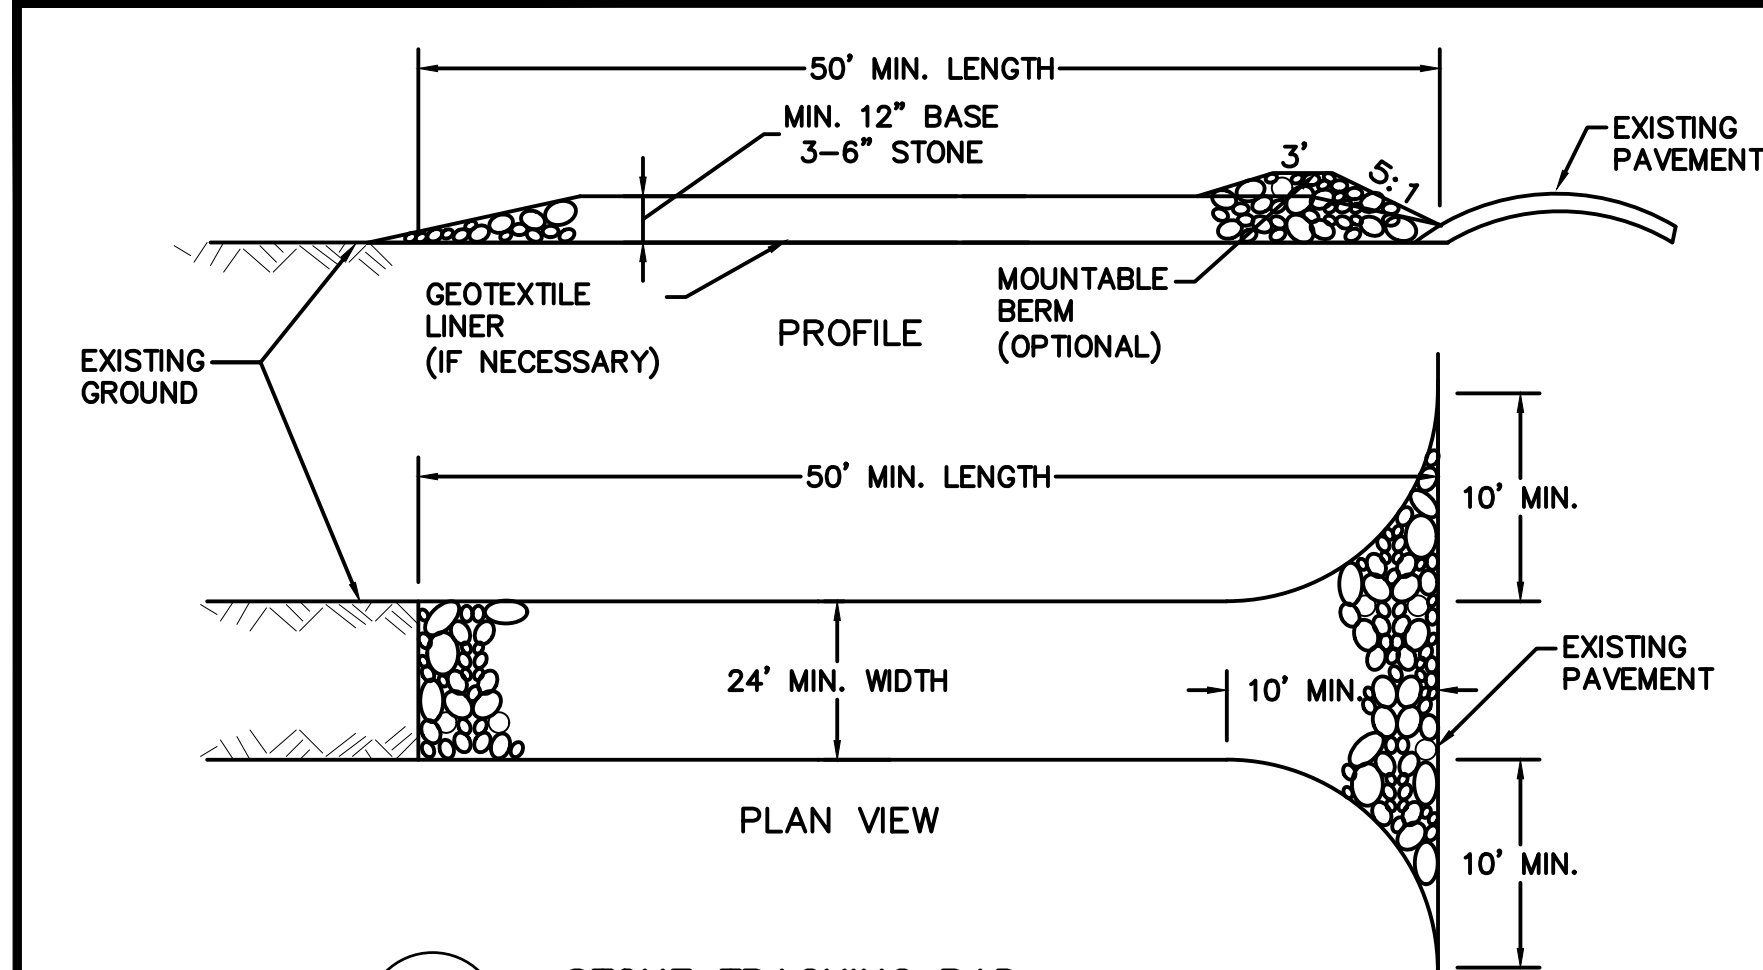 50' MIN. LENGTH
MIN. 12" BASE
3-6" STONE
3'
5:1
EXISTING
PAVEMENT
GEOTEXTILE
LINER
(IF NECESSARY)
MOUNTABLE
BERM
(OPTIONAL)
PROFILE
EXISTING
GROUND
50' MIN. LENGTH
10' MIN.
24' MIN. WIDTH
10' MIN.
EXISTING
PAVEMENT
PLAN VIEW
10' MIN.